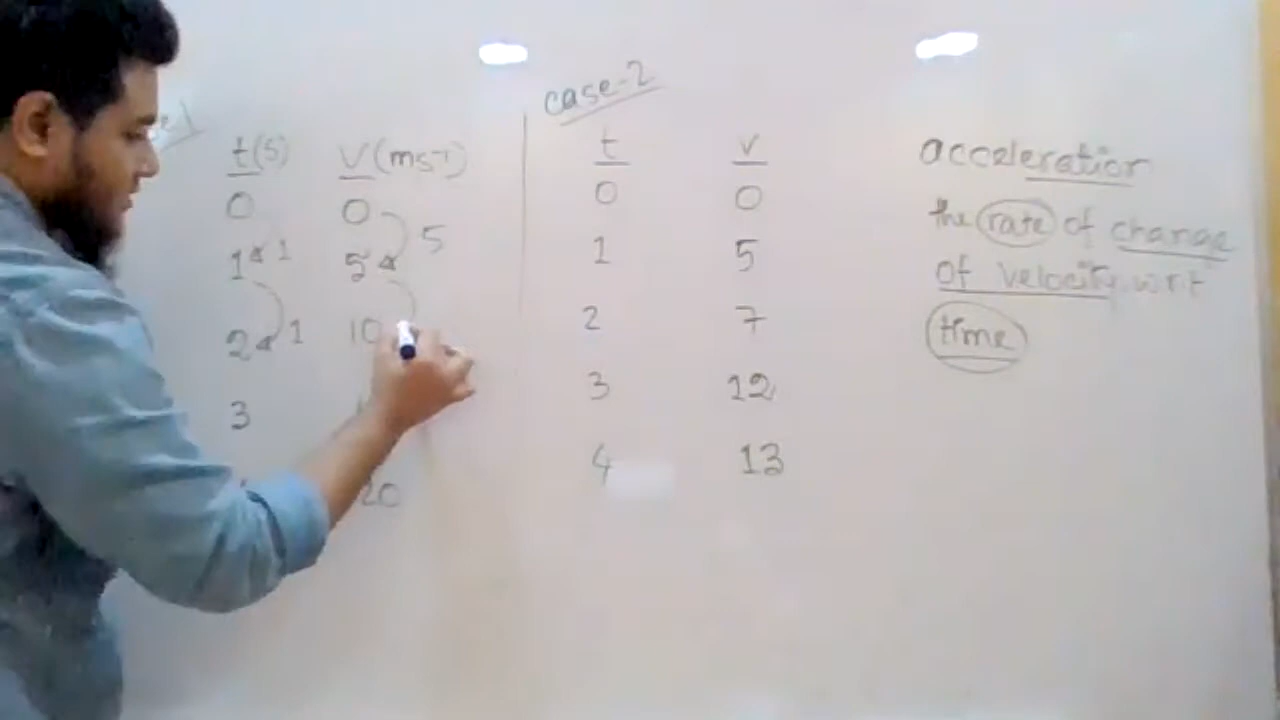 t(s) V(ms-1)
0 0
5
1 1 5
2 1 10
3
20
case-2
t v
0 0
1 5
2 7
3 12
4 13
acceleration
the rate of change
of velocity w.r.t
time